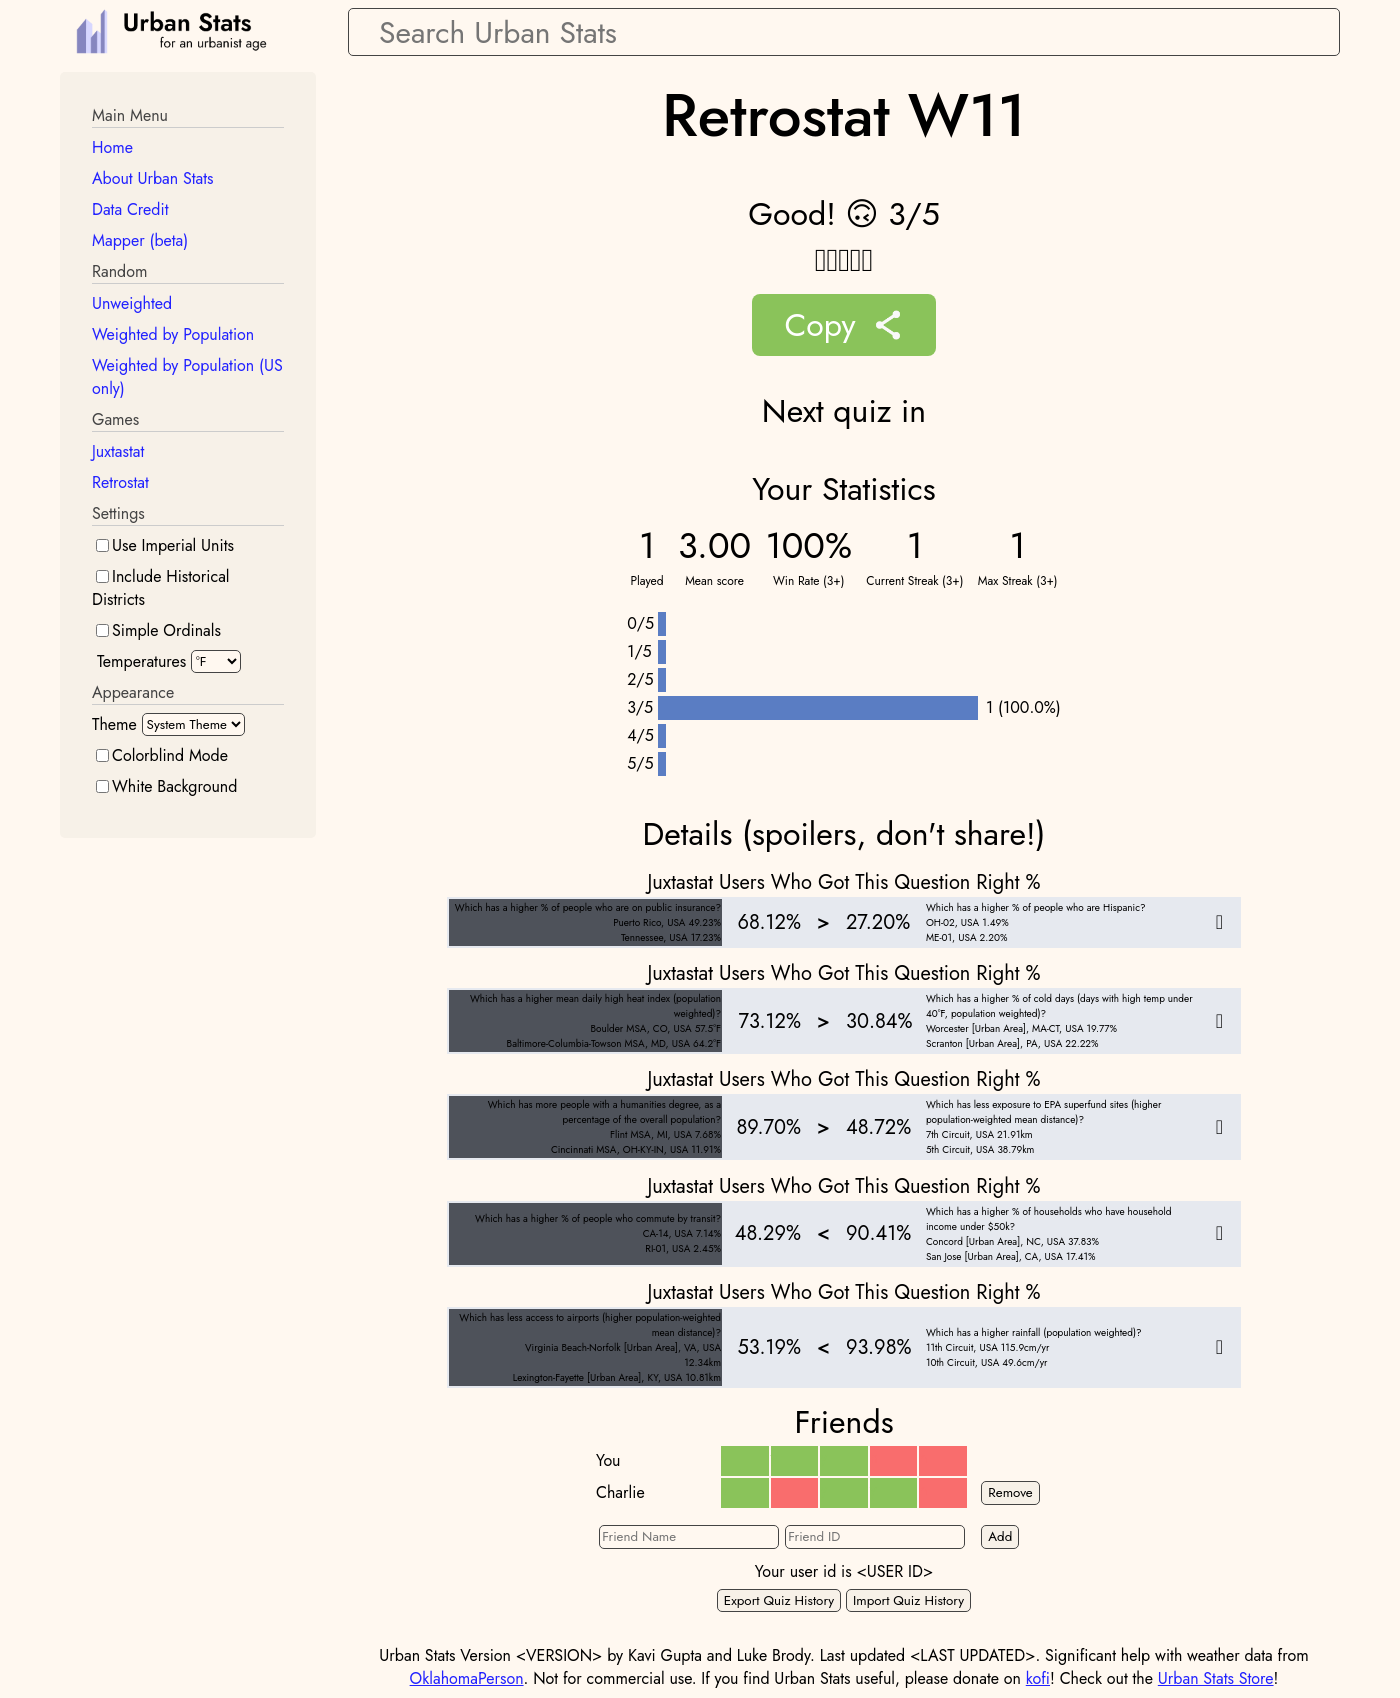 Urban Stats
for an urbanist age
Search Urban Stats
Main Menu
Home
About Urban Stats
Data Credit
Mapper (beta)
Random
Unweighted
Weighted by Population
Weighted by Population (US
only)
Games
Juxtastat
Retrostat
Settings
Use Imperial Units
Include Historical
Districts
Simple Ordinals
Temperatures °F
Appearance
Theme System Theme
Colorblind Mode
White Background
Retrostat W11
Good! 🙃 3/5
Copy
Next quiz in
Your Statistics
1 3.00 100% 1 1
Played Mean score Win Rate (3+) Current Streak (3+) Max Streak (3+)
0/5
1/5
2/5
3/5 1 (100.0%)
4/5
5/5
Details (spoilers, don't share!)
Juxtastat Users Who Got This Question Right %
Which has a higher % of people who are on public insurance?
Puerto Rico, USA 49.23%
Tennessee, USA 17.23%
68.12% > 27.20%
Which has a higher % of people who are Hispanic?
OH-02, USA 1.49%
ME-01, USA 2.20%
Juxtastat Users Who Got This Question Right %
Which has a higher mean daily high heat index (population
weighted)?
Boulder MSA, CO, USA 57.5°F
Baltimore-Columbia-Towson MSA, MD, USA 64.2°F
73.12% > 30.84%
Which has a higher % of cold days (days with high temp under
40°F, population weighted)?
Worcester [Urban Area], MA-CT, USA 19.77%
Scranton [Urban Area], PA, USA 22.22%
Juxtastat Users Who Got This Question Right %
Which has more people with a humanities degree, as a
percentage of the overall population?
Flint MSA, MI, USA 7.68%
Cincinnati MSA, OH-KY-IN, USA 11.91%
89.70% > 48.72%
Which has less exposure to EPA superfund sites (higher
population-weighted mean distance)?
7th Circuit, USA 21.91km
5th Circuit, USA 38.79km
Juxtastat Users Who Got This Question Right %
Which has a higher % of people who commute by transit?
CA-14, USA 7.14%
RI-01, USA 2.45%
48.29% < 90.41%
Which has a higher % of households who have household
income under $50k?
Concord [Urban Area], NC, USA 37.83%
San Jose [Urban Area], CA, USA 17.41%
Juxtastat Users Who Got This Question Right %
Which has less access to airports (higher population-weighted
mean distance)?
Virginia Beach-Norfolk [Urban Area], VA, USA
12.34km
Lexington-Fayette [Urban Area], KY, USA 10.81km
53.19% < 93.98%
Which has a higher rainfall (population weighted)?
11th Circuit, USA 115.9cm/yr
10th Circuit, USA 49.6cm/yr
Friends
You
Charlie Remove
Friend Name Friend ID Add
Your user id is <USER ID>
Export Quiz History Import Quiz History
Urban Stats Version <VERSION> by Kavi Gupta and Luke Brody. Last updated <LAST UPDATED>. Significant help with weather data from
OklahomaPerson. Not for commercial use. If you find Urban Stats useful, please donate on kofi! Check out the Urban Stats Store!